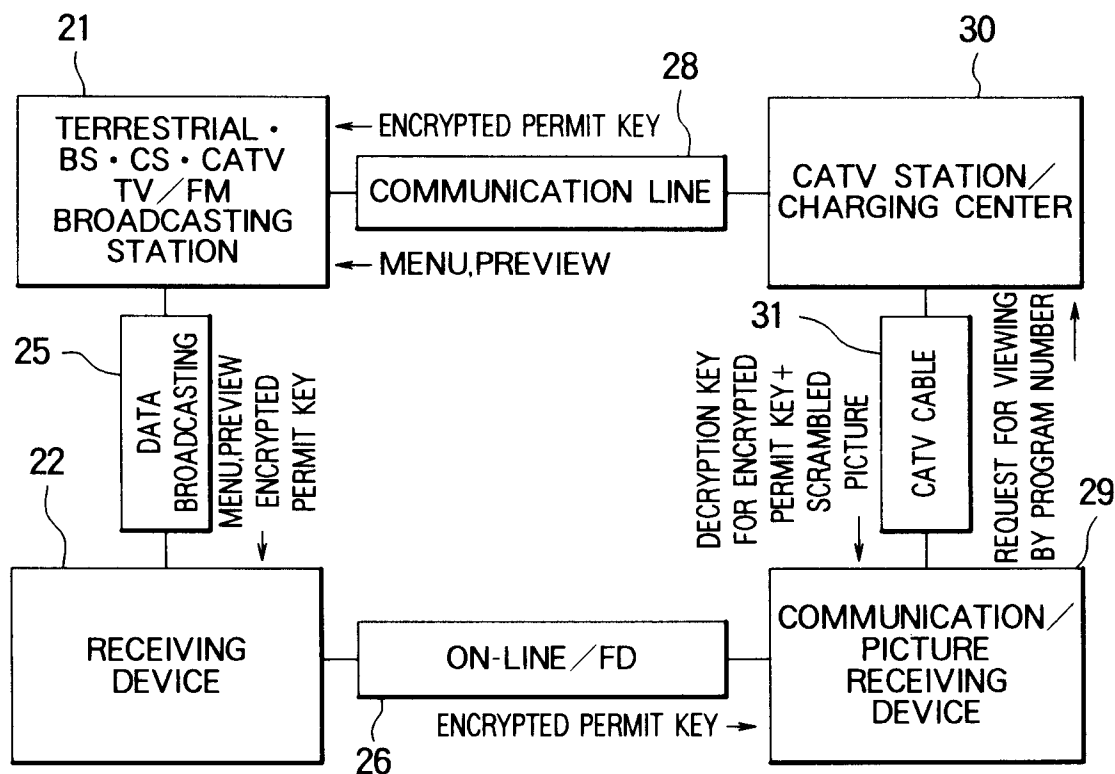 21
28
30
TERRESTRIAL・
BS・CS・CATV
TV/FM
BROADCASTING
STATION
← ENCRYPTED PERMIT KEY
COMMUNICATION LINE
← MENU,PREVIEW
CATV STATION/
CHARGING CENTER
25
DATA
BROADCASTING
MENU,PREVIEW
ENCRYPTED
PERMIT KEY
→
31
DECRYPTION KEY
FOR ENCRYPTED
PERMIT KEY+
SCRAMBLED
PICTURE
→
CATV CABLE
REQUEST FOR VIEWING
BY PROGRAM NUMBER
→
22
29
RECEIVING
DEVICE
ON-LINE/FD
26
ENCRYPTED PERMIT KEY →
COMMUNICATION/
PICTURE
RECEIVING
DEVICE